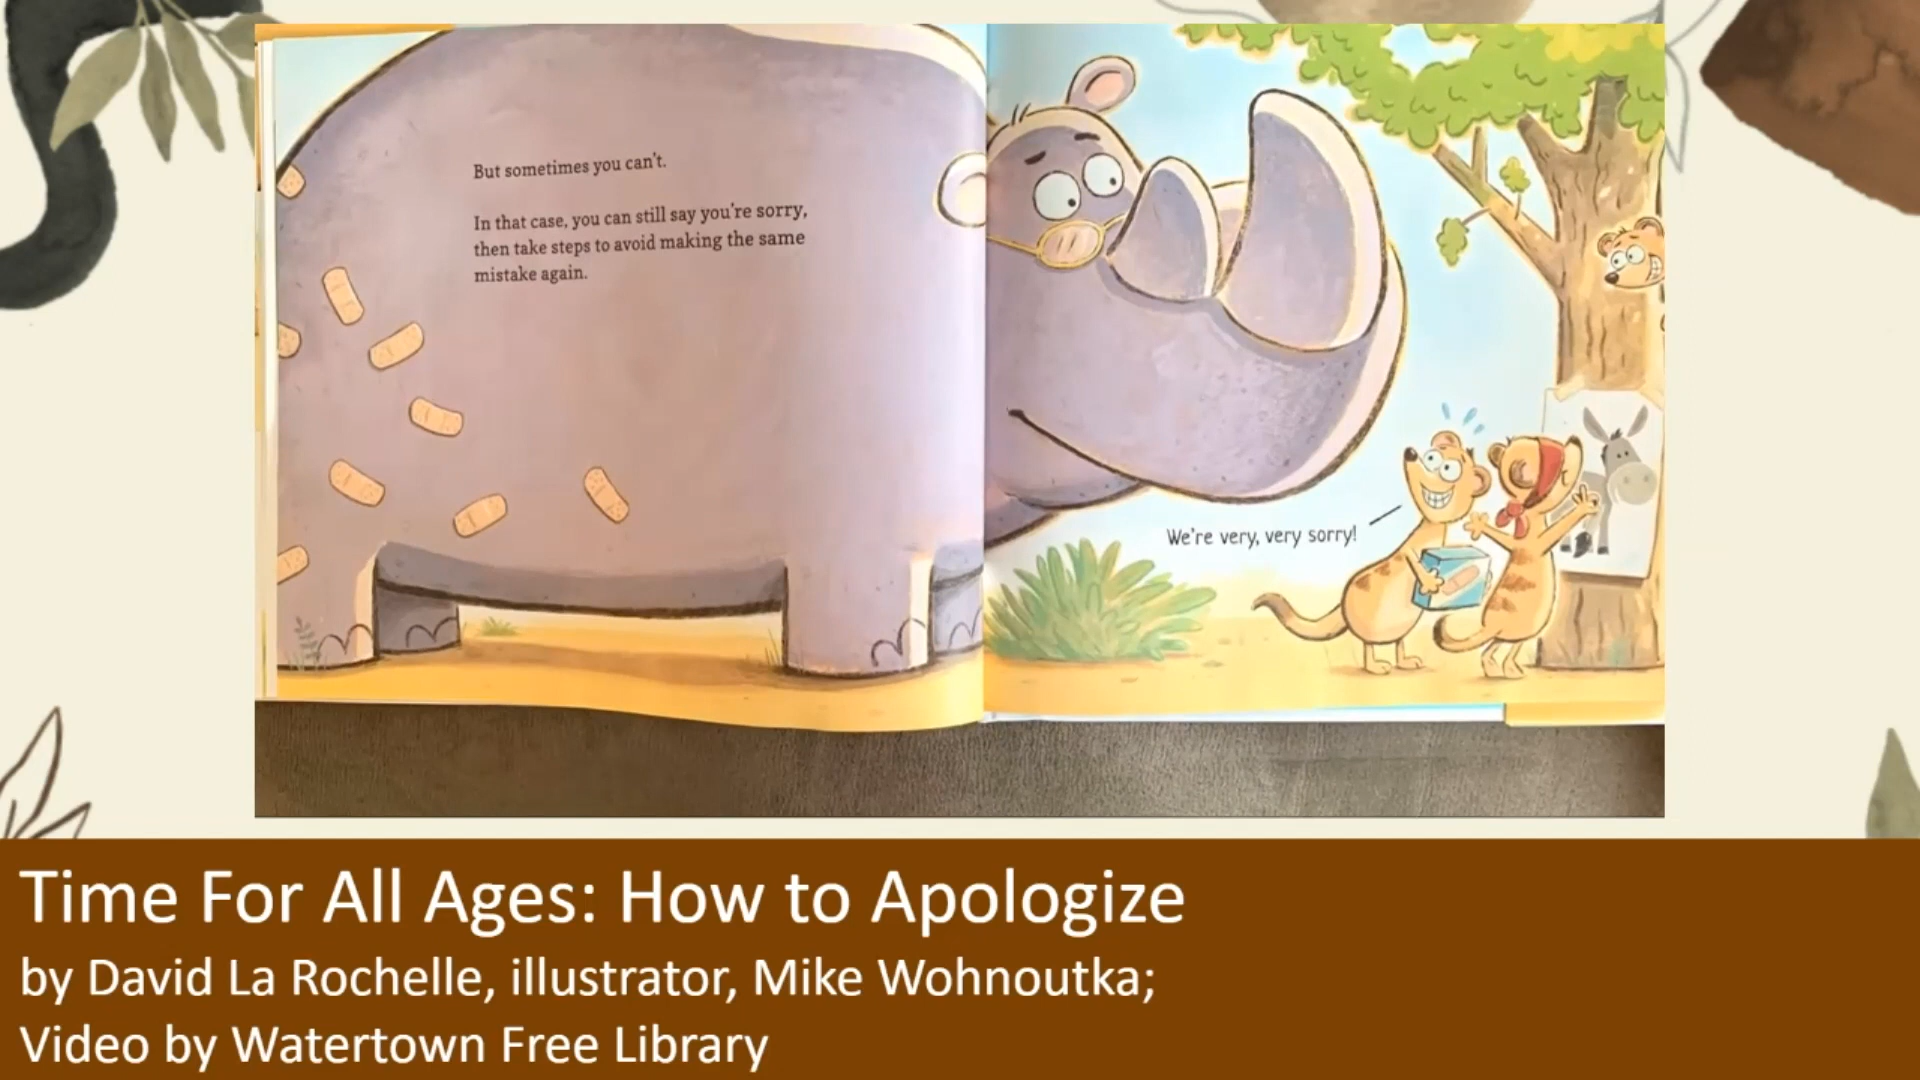 But sometimes you can't.
In that case, you can still say you're sorry,
then take steps to avoid making the same
mistake again.
We're very, very sorry!
Time For All Ages: How to Apologize
by David La Rochelle, illustrator, Mike Wohnoutka;
Video by Watertown Free Library